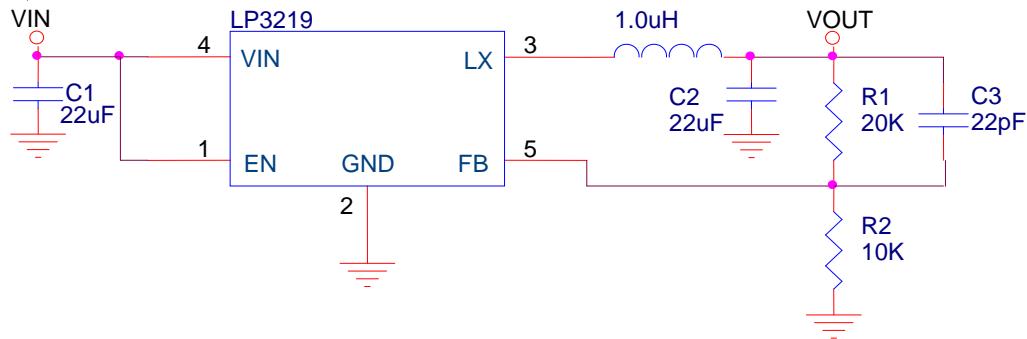 VIN
LP3219
1.0uH
VOUT
4
VIN
LX
3
C1
22uF
C2
22uF
R1
20K
C3
22pF
1
EN
GND
FB
5
2
R2
10K